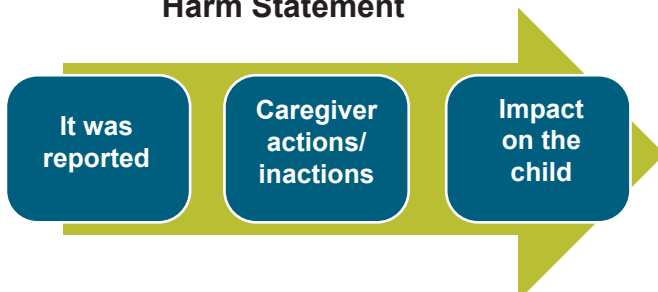 Harm Statement
It was
reported
Caregiver
actions/
inactions
Impact
on the
child